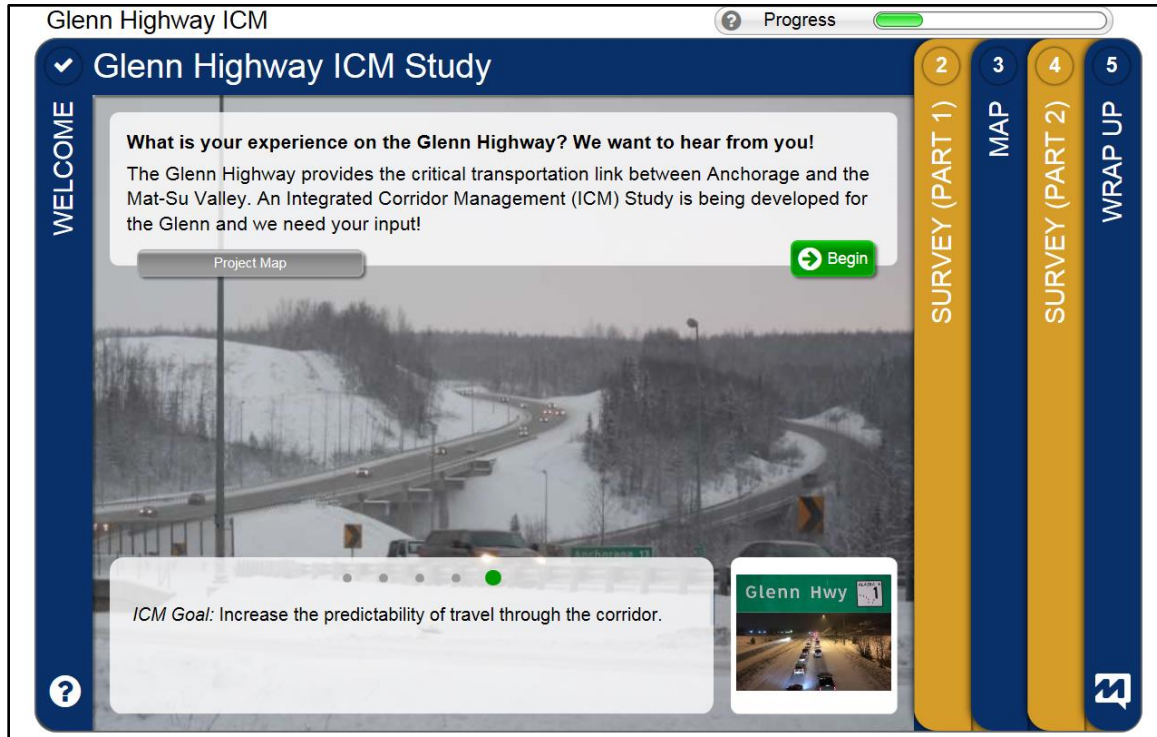 Glenn Highway ICM
? Progress
Glenn Highway ICM Study
WELCOME
What is your experience on the Glenn Highway? We want to hear from you!
The Glenn Highway provides the critical transportation link between Anchorage and the
Mat-Su Valley. An Integrated Corridor Management (ICM) Study is being developed for
the Glenn and we need your input!
Project Map
Begin
Anchorage 13
ICM Goal: Increase the predictability of travel through the corridor.
Glenn Hwy
ALASKA
1
?
2
SURVEY (PART 1)
3
MAP
4
SURVEY (PART 2)
5
WRAP UP